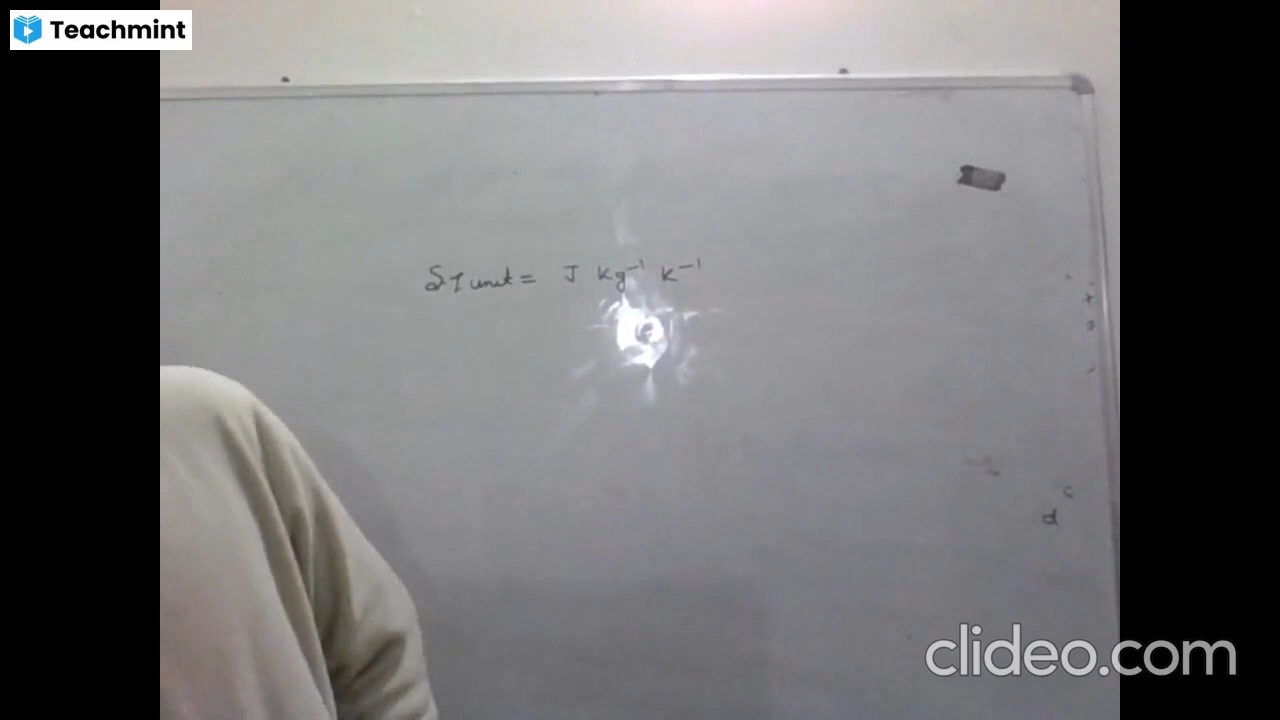 Teachmint
SI unit = J Kg⁻¹ K⁻¹
d
clideo.com